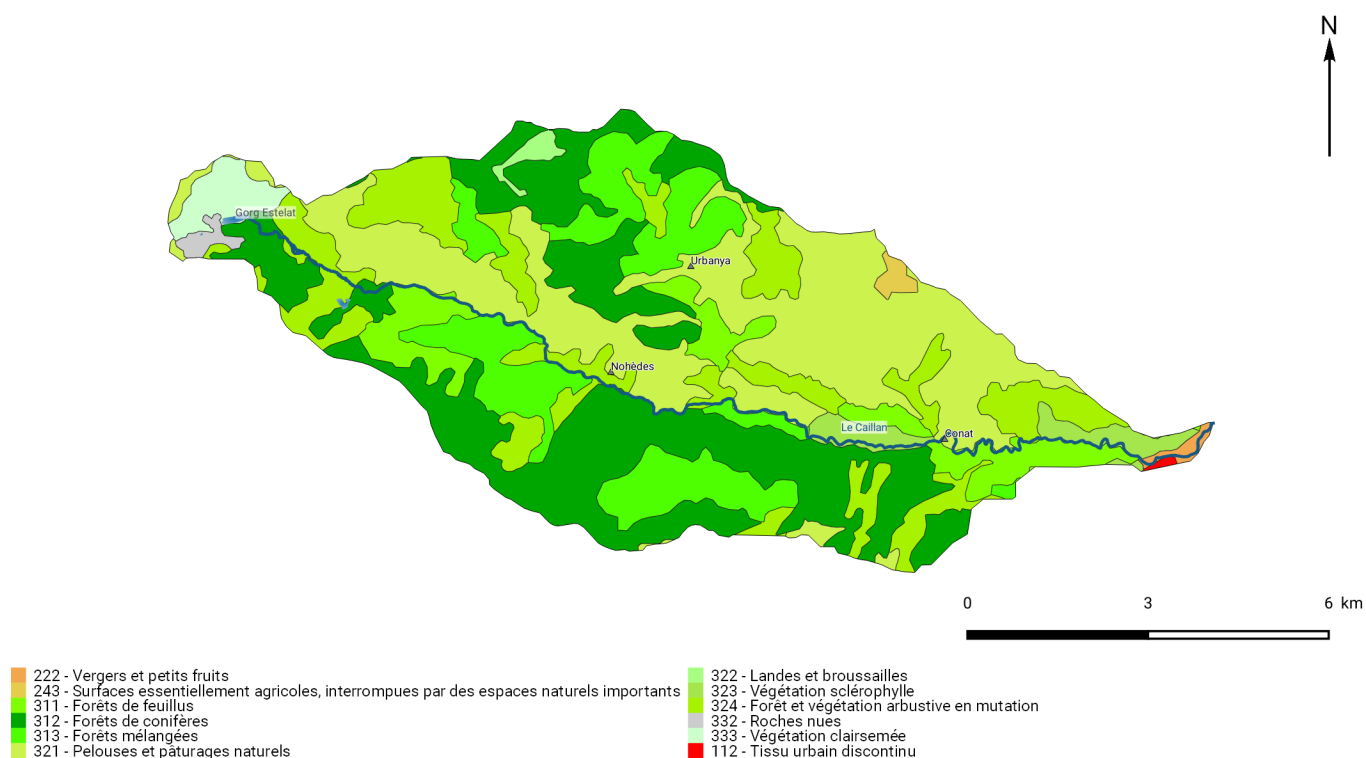 N
Gorg Estelat
Urbanya
Nohèdes
Le Caillan
Conat
0 3 6 km
222 - Vergers et petits fruits
243 - Surfaces essentiellement agricoles, interrompues par des espaces naturels importants
311 - Forêts de feuillus
312 - Forêts de conifères
313 - Forêts mélangées
321 - Pelouses et pâturages naturels
322 - Landes et broussailles
323 - Végétation sclérophylle
324 - Forêt et végétation arbustive en mutation
332 - Roches nues
333 - Végétation clairsemée
112 - Tissu urbain discontinu